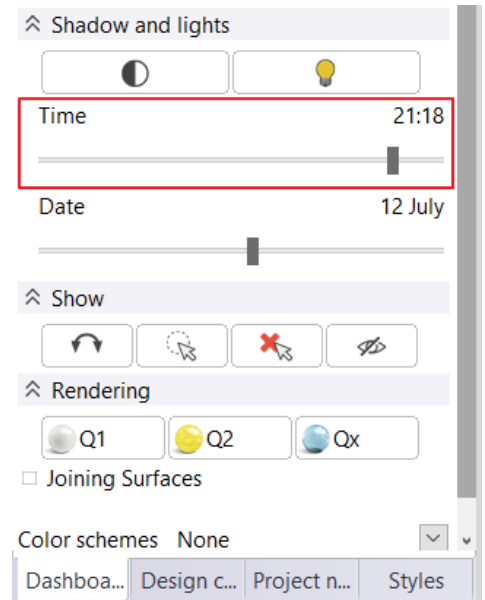 Shadow and lights
Time 21:18
Date 12 July
Show
Rendering
Q1 Q2 Qx
Joining Surfaces
Color schemes None
Dashboa... Design c... Project n... Styles